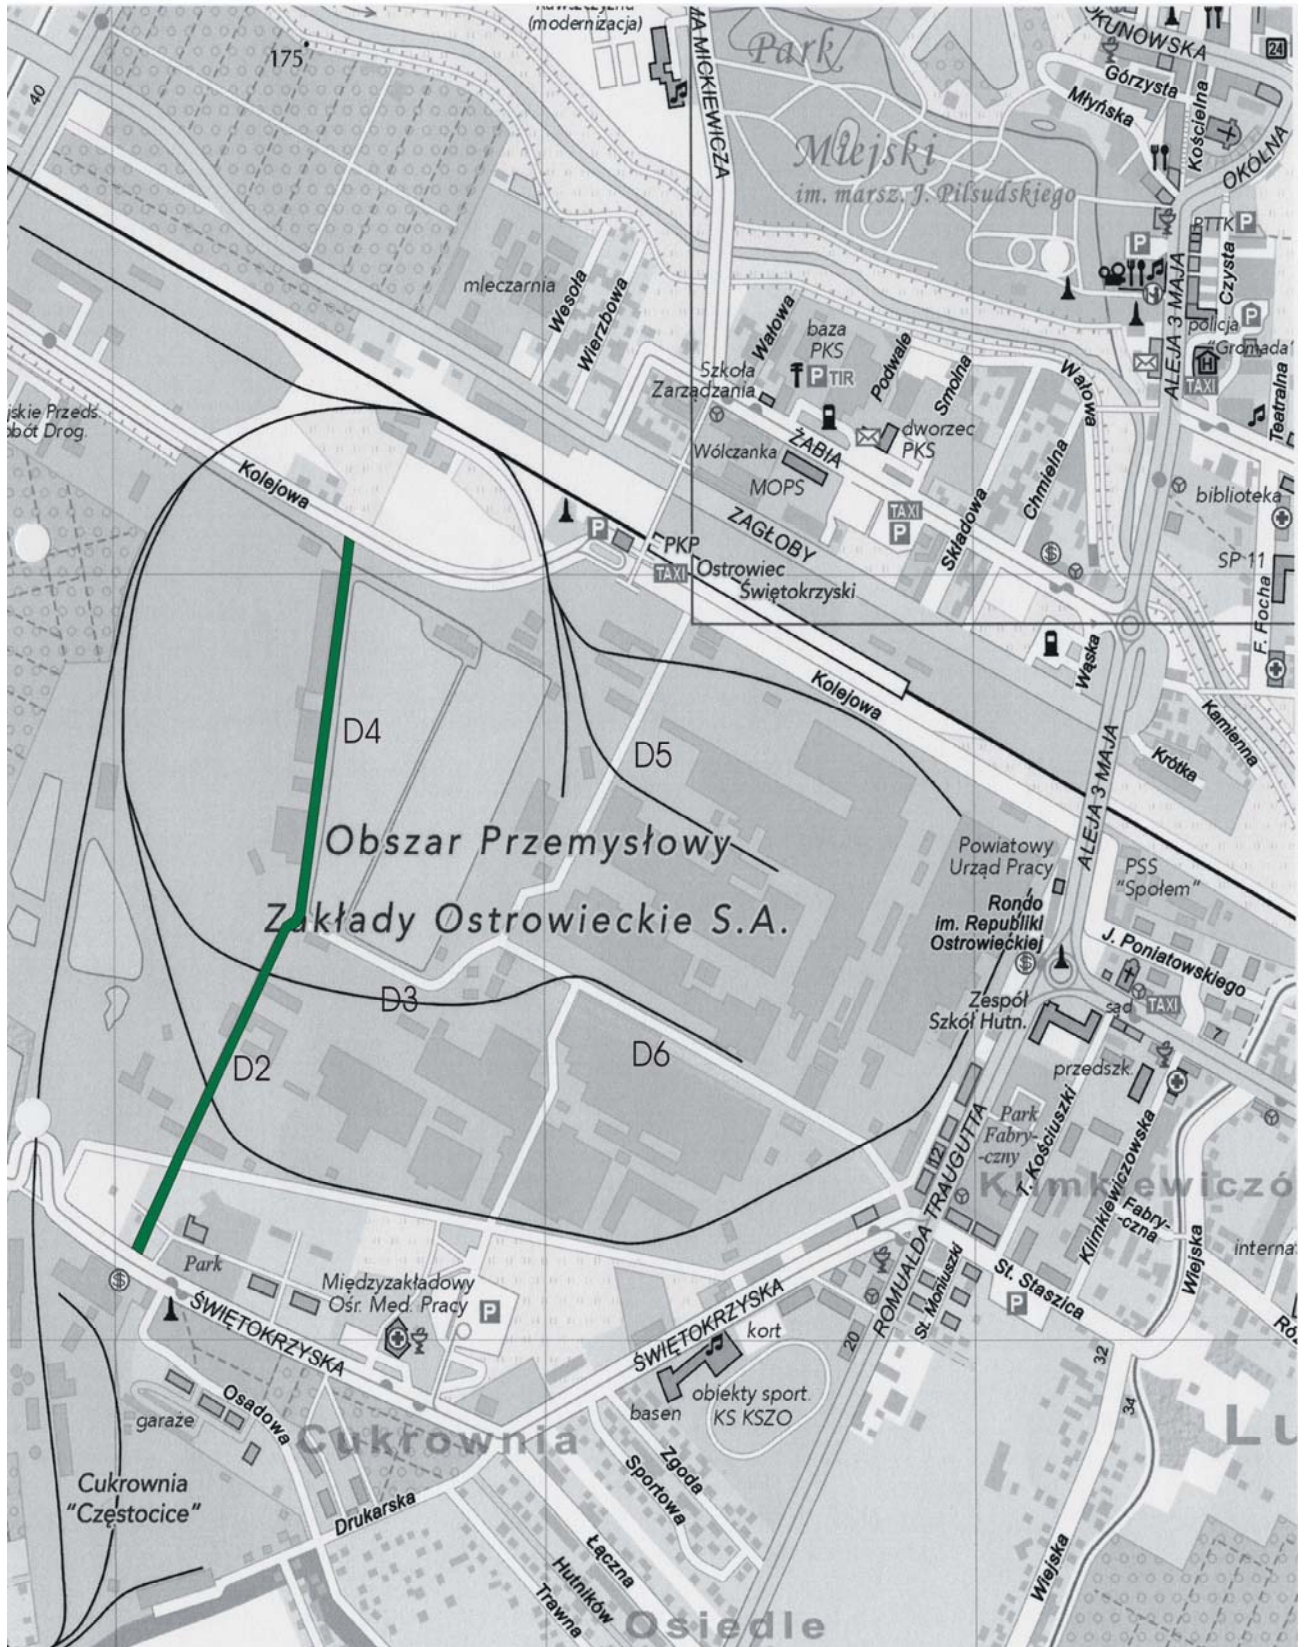 (modernizacja)
175
40
MICKIEWICZA
Park
Miejski
im. marsz. J. Piłsudskiego
OKUNOWSKA
24
Górzysta
Młyńska
Kościelna
OKÓLNA
PTTK P
P
Czysta
ALEJA 3 MAJA
policja
P
"Gromada"
H
TAXI
Teatralna
mleczarnia
Wesoła
Wierzbowa
Wałowa
baza
PKS
P TIR
Podwale
Smolna
Wałowa
Szkoła
Zarządzania
dworzec
PKS
ŻABIA
Wólczanka
MOPS
Chmielna
ZAGŁOBY
TAXI
P
Składowa
biblioteka
SP 11
F. Focha
Kolejowa
P
PKP
TAXI Ostrowiec
Świętokrzyski
Wąska
Kolejowa
Kamienna
Krótka
ALEJA 3 MAJA
D4
D5
Obszar Przemysłowy
Zakłady Ostrowieckie S.A.
Powiatowy
Urząd Pracy
PSS
"Społem"
Rondo
im. Republiki
Ostrowieckiej
J. Poniatowskiego
Zespół
Szkół Hutn.
sąd TAXI
7
D3
D6
D2
przedszk.
Park
Fabry-
-czny
T. Kościuszki
Klimkiewiczowska
12
ROMUALDA TRAUGUTTA
Klimkiewiczó
Fabry-
-czna
Wiejska
interna
Park
Międzyzakładowy
Ośr. Med. Pracy
P
ŚWIĘTOKRZYSKA
ŚWIĘTOKRZYSKA
St. Moniuszki
St. Staszica
P
kort
20
32
34
basen
obiekty sport.
KS KSZO
garaże
Osadowa
Cukrownia
Zgoda
Sportowa
Lu
Cukrownia
"Częstocice"
Drukarska
Łączna
Hutników
Trawna
Wiejska
Osiedle